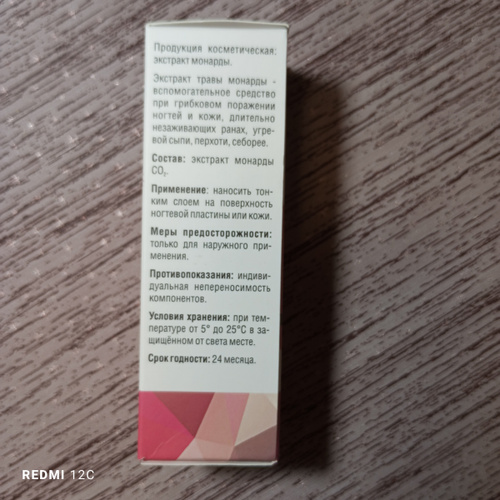 Продукция косметическая:
экстракт монарды.
Экстракт травы монарды -
вспомогательное средство
при грибковом поражении
ногтей и кожи, длительно
незаживающих ранах, угре-
вой сыпи, перхоти, себорее.
Состав: экстракт монарды
CO₂.
Применение: наносить тон-
ким слоем на поверхность
ногтевой пластины или кожи.
Меры предосторожности:
только для наружного при-
менения.
Противопоказания: индиви-
дуальная непереносимость
компонентов.
Условия хранения: при тем-
пературе от 5° до 25°С в за-
щищённом от света месте.
Срок годности: 24 месяца.
REDMI 12C